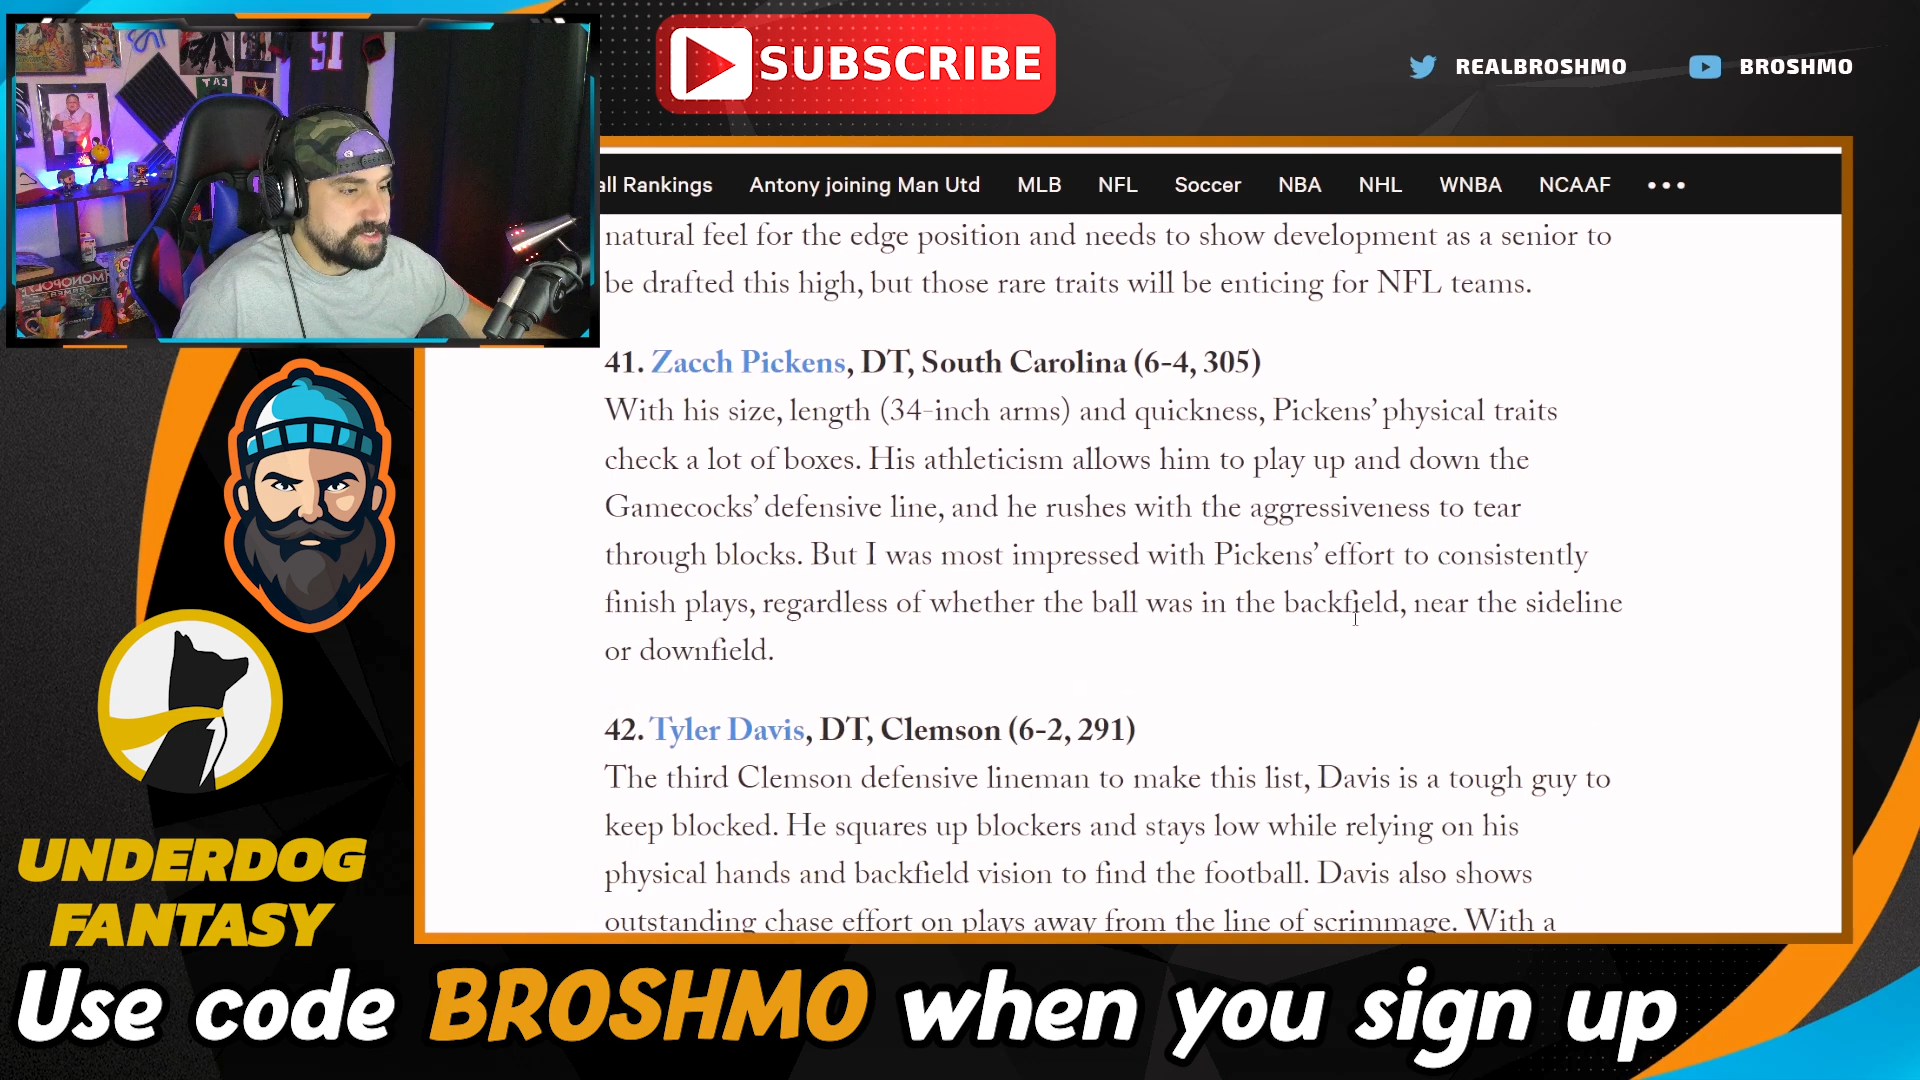 SUBSCRIBE
REALBROSHMO
BROSHMO
all Rankings Antony joining Man Utd MLB NFL Soccer NBA NHL WNBA NCAAF
natural feel for the edge position and needs to show development as a senior to
be drafted this high, but those rare traits will be enticing for NFL teams.
41. Zacch Pickens, DT, South Carolina (6-4, 305)
With his size, length (34-inch arms) and quickness, Pickens’ physical traits
check a lot of boxes. His athleticism allows him to play up and down the
Gamecocks’ defensive line, and he rushes with the aggressiveness to tear
through blocks. But I was most impressed with Pickens’ effort to consistently
finish plays, regardless of whether the ball was in the backfield, near the sideline
or downfield.
42. Tyler Davis, DT, Clemson (6-2, 291)
The third Clemson defensive lineman to make this list, Davis is a tough guy to
keep blocked. He squares up blockers and stays low while relying on his
physical hands and backfield vision to find the football. Davis also shows
outstanding chase effort on plays away from the line of scrimmage. With a
UNDERDOG
FANTASY
Use code BROSHMO when you sign up